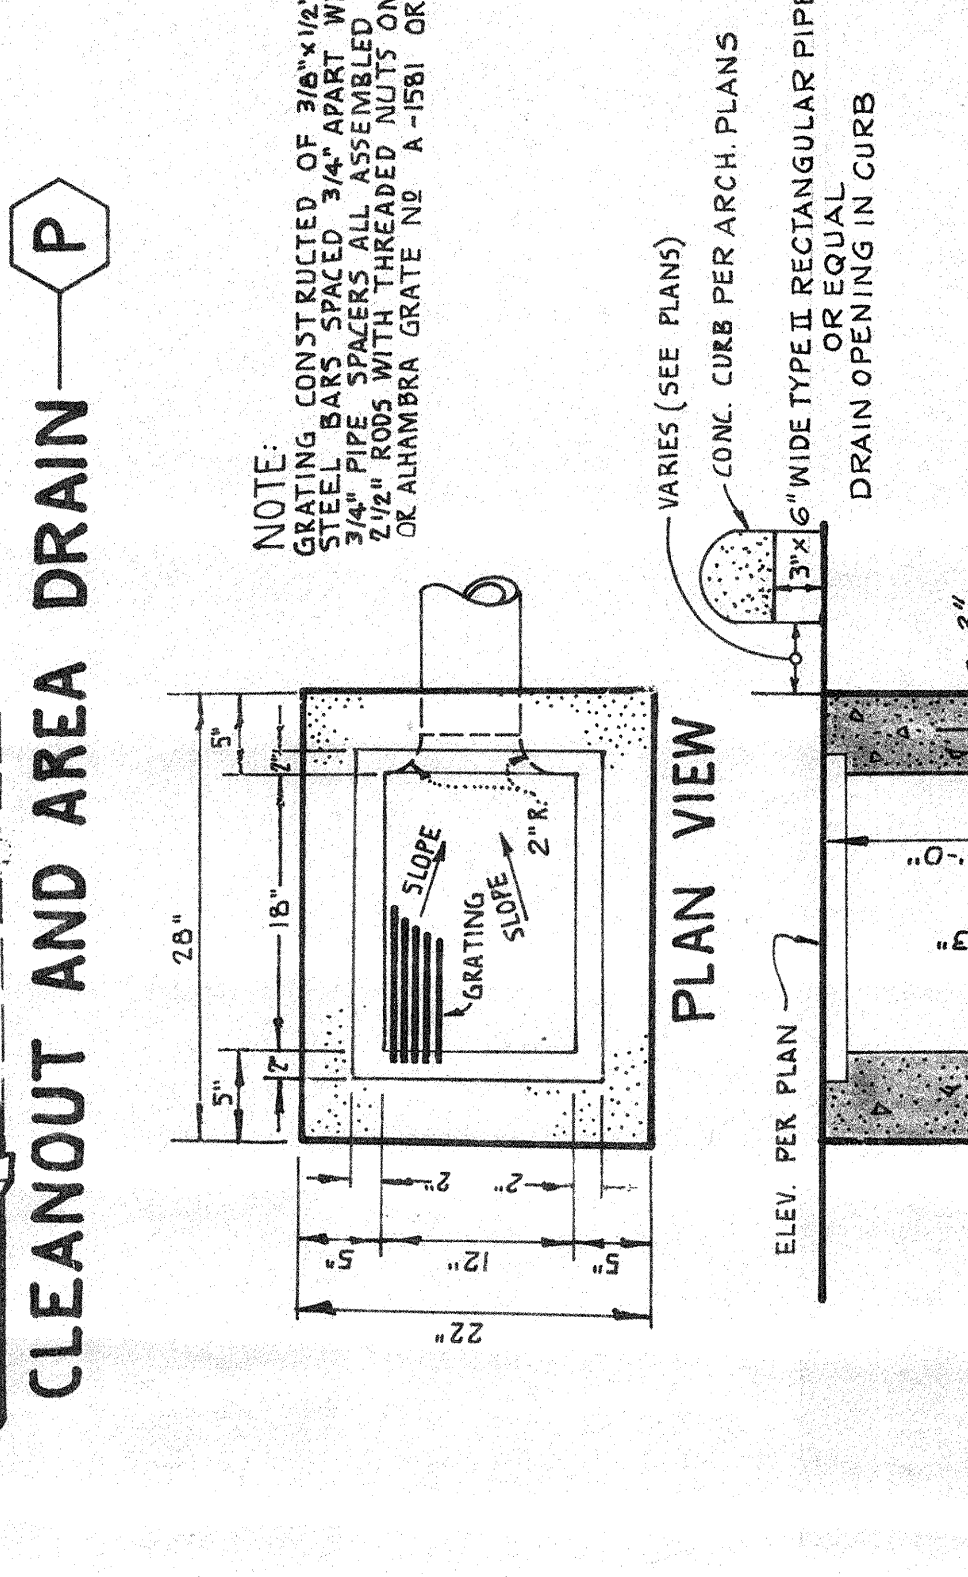 CLEANOUT AND AREA DRAIN P
NOTE:
GRATING CONSTRUCTED OF 3/8"x1/2"
STEEL BARS SPACED 3/4" APART W
3/4" PIPE SPACERS ALL ASSEMBLED
2 1/2" RODS WITH THREADED NUTS ON
OR ALHAMBRA GRATE NO A-1581 OR
28"
5"
5"
2"
18"
2"
SLOPE
SLOPE
GRATING
2"R.
2"
2"
5"
12"
5"
22"
PLAN VIEW
VARIES (SEE PLANS)
CONC. CURB PER ARCH. PLANS
3"x6" WIDE TYPE II RECTANGULAR PIPE
OR EQUAL
DRAIN OPENING IN CURB
ELEV. PER PLAN
-0"
3"
2"